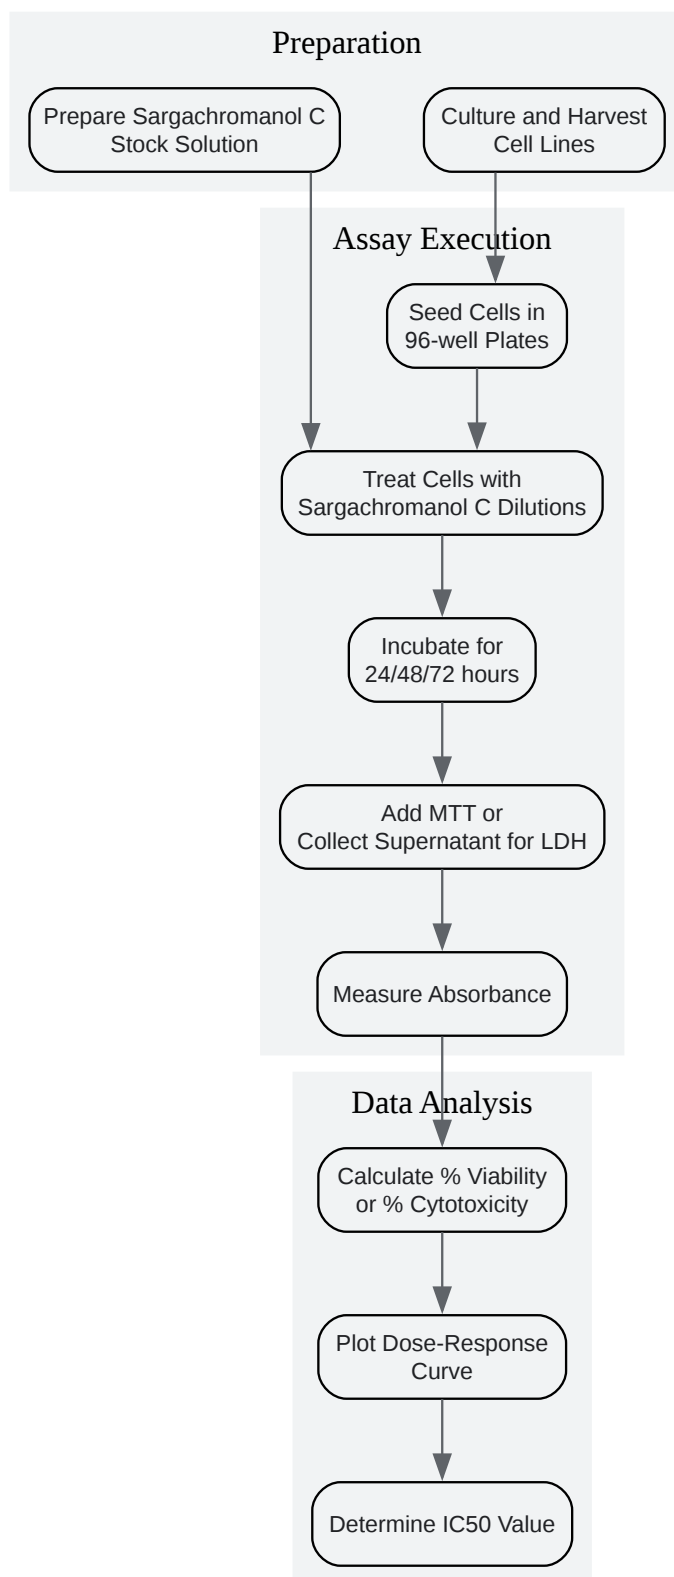 Preparation
Prepare Sargachromanol C
Stock Solution
Culture and Harvest
Cell Lines
Assay Execution
Seed Cells in
96-well Plates
Treat Cells with
Sargachromanol C Dilutions
Incubate for
24/48/72 hours
Add MTT or
Collect Supernatant for LDH
Measure Absorbance
Data Analysis
Calculate % Viability
or % Cytotoxicity
Plot Dose-Response
Curve
Determine IC50 Value